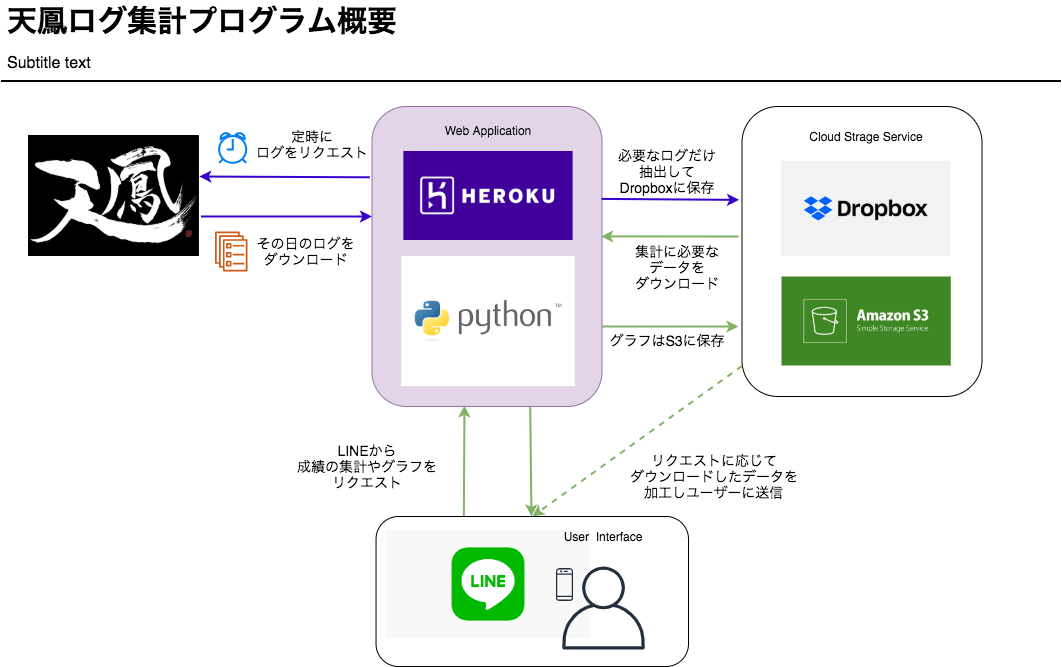 天鳳ログ集計プログラム概要
Subtitle text
天鳳
定時に
ログをリクエスト
その日のログを
ダウンロード
Web Application
HEROKU
python™
必要なログだけ
抽出して
Dropboxに保存
集計に必要な
データを
ダウンロード
グラフはS3に保存
Cloud Strage Service
Dropbox
Amazon S3
Simple Storage Service
LINEから
成績の集計やグラフを
リクエスト
リクエストに応じて
ダウンロードしたデータを
加工しユーザーに送信
User Interface
LINE